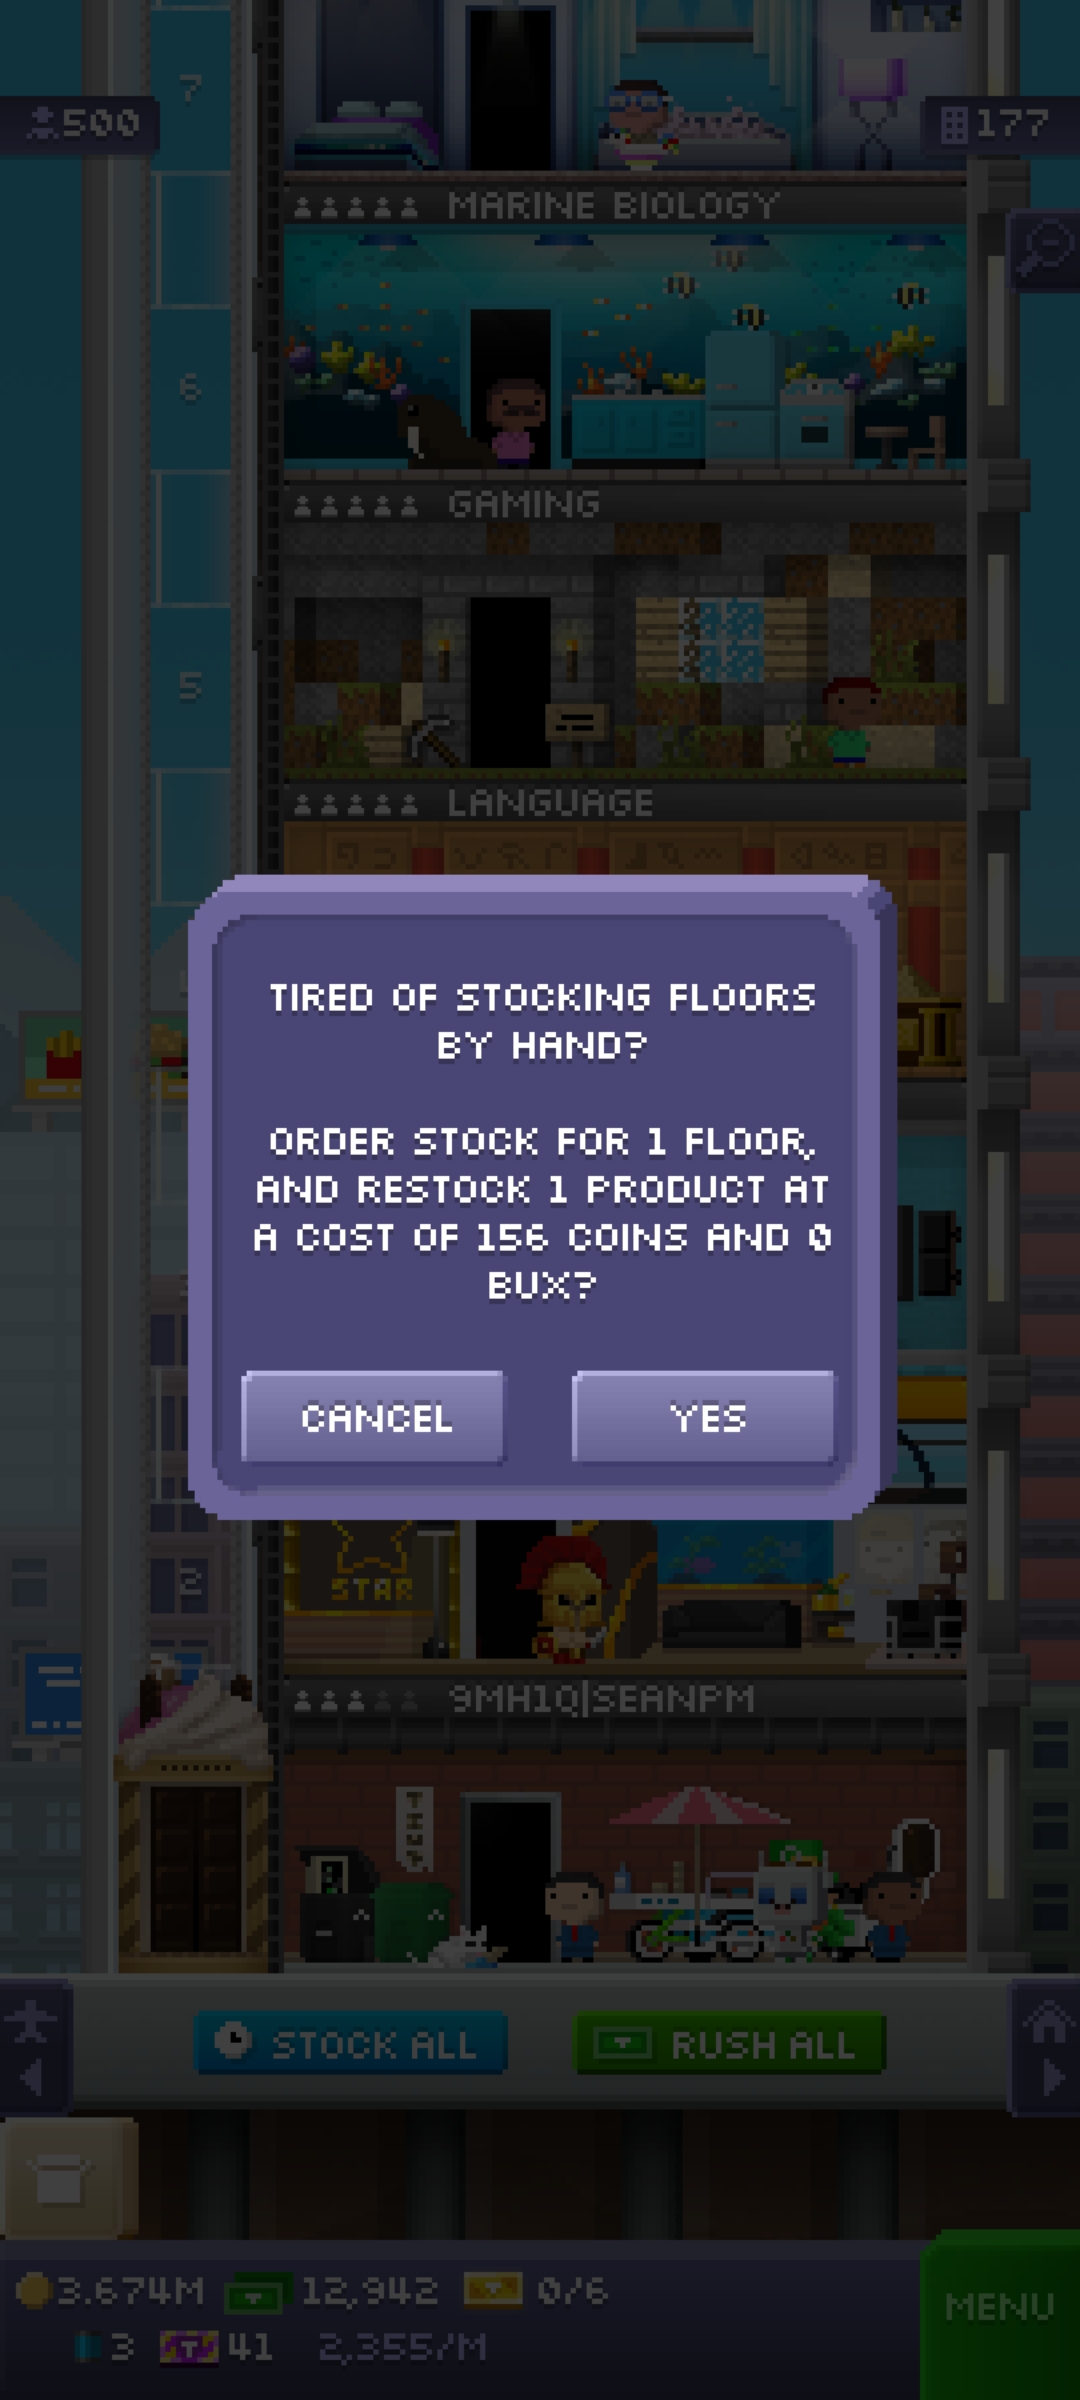 7
500
177
MARINE BIOLOGY
6
GAMING
5
LANGUAGE
TIRED OF STOCKING FLOORS
BY HAND?
ORDER STOCK FOR 1 FLOOR,
AND RESTOCK 1 PRODUCT AT
A COST OF 156 COINS AND 0
BUX?
CANCEL
YES
2
STAR
9MH1Q|SEANPM
STOCK ALL
RUSH ALL
3.674M
12,942
0/6
MENU
3
41
2,355/M